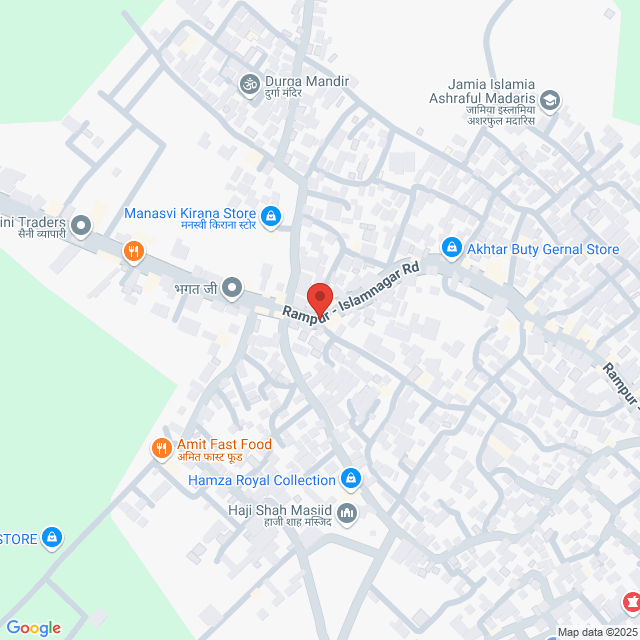 Durga Mandir
दुर्गा मंदिर
Jamia Islamia
Ashraful Madaris
जामिया इस्लामिया
अशरफुल मदारिस
Manasvi Kirana Store
मनस्वी किराना स्टोर
ini Traders
सैनी व्यापारी
Akhtar Buty Gernal Store
भगत जी
Rampur - Islamnagar Rd
Rampur -
Amit Fast Food
अमित फास्ट फूड
Hamza Royal Collection
Haji Shah Masjid
हाजी शाह मस्जिद
STORE
Google
Map data ©2025